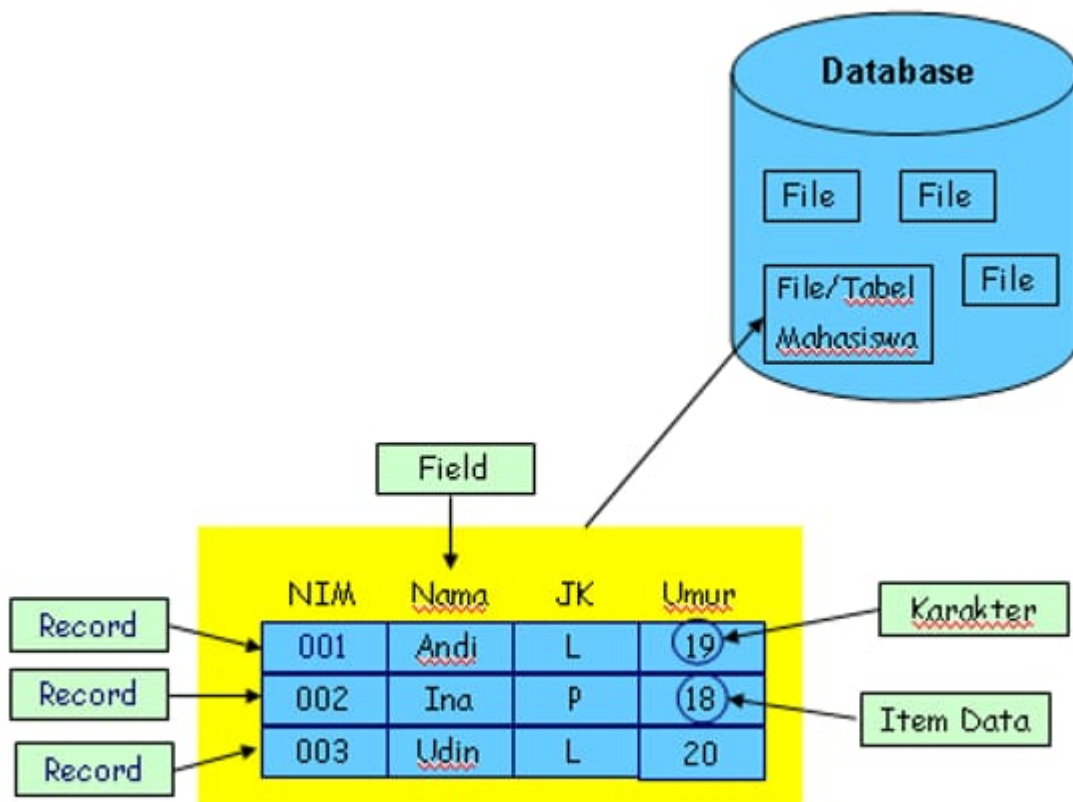 Database
File
File
File/Tabel
Mahasiswa
File
Field
NIM Nama JK Umur
Record
001 Andi L 19
Karakter
Record
002 Ina P 18
Item Data
Record
003 Udin L 20